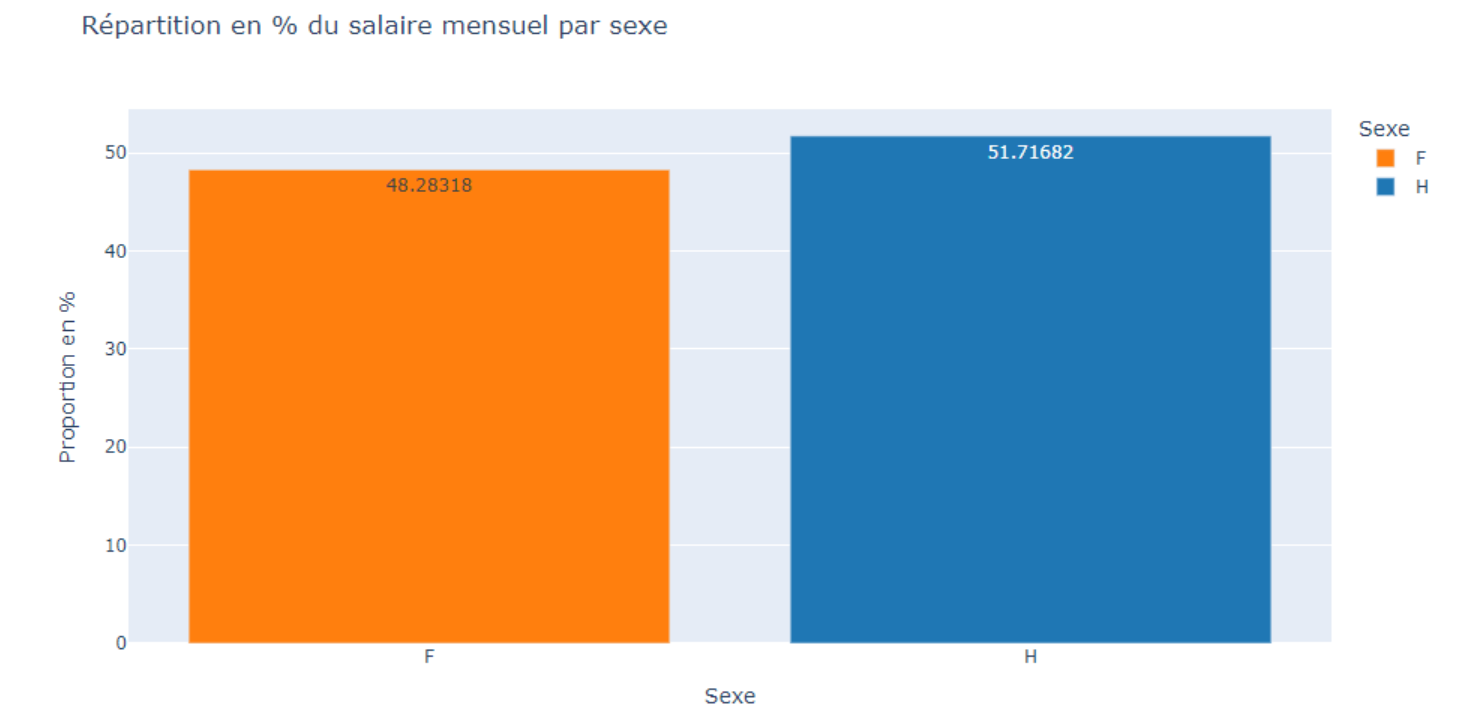 Répartition en % du salaire mensuel par sexe
Proportion en %
50
40
30
20
10
0
48.28318
51.71682
F
H
Sexe
Sexe
F
H